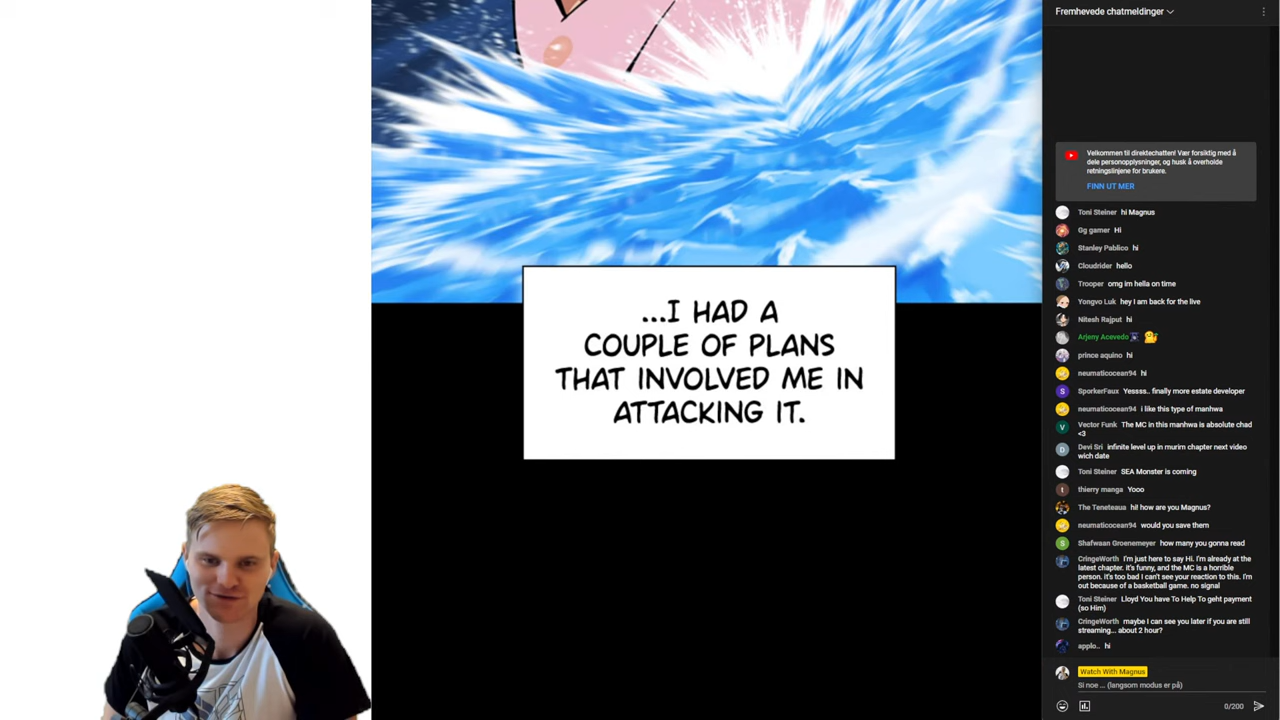 ...I HAD A
COUPLE OF PLANS
THAT INVOLVED ME IN
ATTACKING IT.
Fremhevede chatmeldinger
Velkommen til direktechatten! Vær forsiktig med å
dele personopplysninger, og husk å overholde
retningslinjene for brukere.
FINN UT MER
Toni Steiner hi Magnus
Gg gamer Hi
Stanley Pablico hi
Cloudrider hello
Trooper omg im hella on time
Yongvo Luk hey I am back for the live
Nitesh Rajput hi
Arjeny Acevedo
prince aquino hi
neumaticocean94 hi
S SporkerFaux Yessss.. finally more estate developer
neumaticocean94 i like this type of manhwa
V Vector Funk The MC in this manhwa is absolute chad
<3
D Devi Sri infinite level up in murim chapter next video
wich date
Toni Steiner SEA Monster is coming
t thierry manga Yooo
The Teneteaua hi! how are you Magnus?
neumaticocean94 would you save them
S Shafwaan Groenemeyer how many you gonna read
CringeWorth I'm just here to say Hi. I'm already at the
latest chapter. it's funny, and the MC is a horrible
person. it's too bad I can't see your reaction to this. I'm
out because of a basketball game. no signal
Toni Steiner Lloyd You have To Help To geht payment
(so Him)
CringeWorth maybe I can see you later if you are still
streaming... about 2 hour?
applo.. hi
Watch With Magnus
Si noe ... (langsom modus er på)
0/200